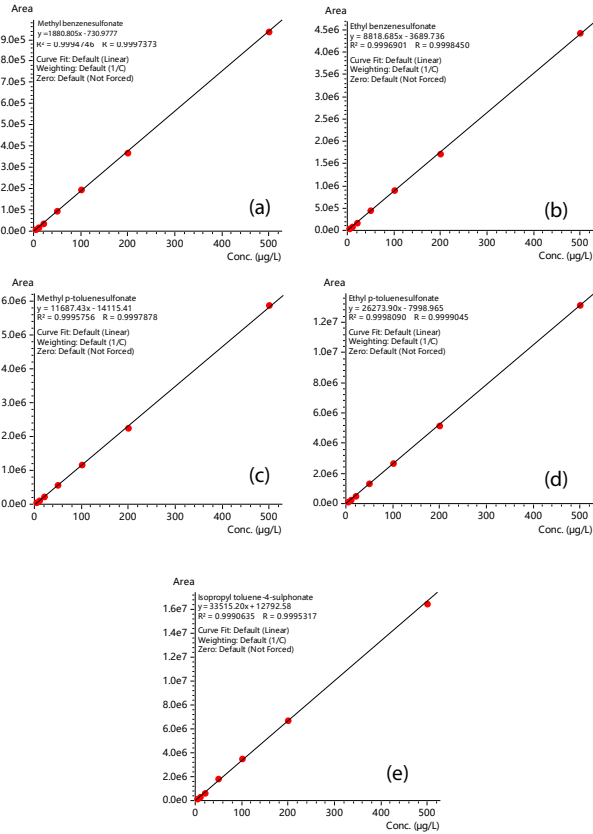 Area
Methyl benzenesulfonate
y =1880.805x -730.9777
R² = 0.9994746 R = 0.9997373
Curve Fit: Default (Linear)
Weighting: Default (1/C)
Zero: Default (Not Forced)
9.0e5
8.0e5
7.0e5
6.0e5
5.0e5
4.0e5
3.0e5
2.0e5
1.0e5
0.0e0
(a)
0 100 200 300 400 500
Conc. (µg/L)
Area
Ethyl benzenesulfonate
y = 8818.685x - 3689.736
R² = 0.9996901 R = 0.9998450
Curve Fit: Default (Linear)
Weighting: Default (1/C)
Zero: Default (Not Forced)
4.5e6
4.0e6
3.5e6
3.0e6
2.5e6
2.0e6
1.5e6
1.0e6
5.0e5
0.0e0
(b)
0 100 200 300 400 500
Conc. (µg/L)
Area
Methyl p-toluenesulfonate
y = 11687.43x - 14115.41
R² = 0.9995756 R = 0.9997878
Curve Fit: Default (Linear)
Weighting: Default (1/C)
Zero: Default (Not Forced)
6.0e6
5.0e6
4.0e6
3.0e6
2.0e6
1.0e6
0.0e0
(c)
0 100 200 300 400 500
Conc. (µg/L)
Area
Ethyl p-toluenesulfonate
y = 26273.90x - 7998.965
R² = 0.9998090 R = 0.9999045
Curve Fit: Default (Linear)
Weighting: Default (1/C)
Zero: Default (Not Forced)
1.2e7
1.0e7
8.0e6
6.0e6
4.0e6
2.0e6
0.0e0
(d)
0 100 200 300 400 500
Conc. (µg/L)
Area
Isopropyl toluene-4-sulphonate
y = 33515.20x + 12792.58
R² = 0.9990635 R = 0.9995317
Curve Fit: Default (Linear)
Weighting: Default (1/C)
Zero: Default (Not Forced)
1.6e7
1.4e7
1.2e7
1.0e7
8.0e6
6.0e6
4.0e6
2.0e6
0.0e0
(e)
0 100 200 300 400 500
Conc. (µg/L)